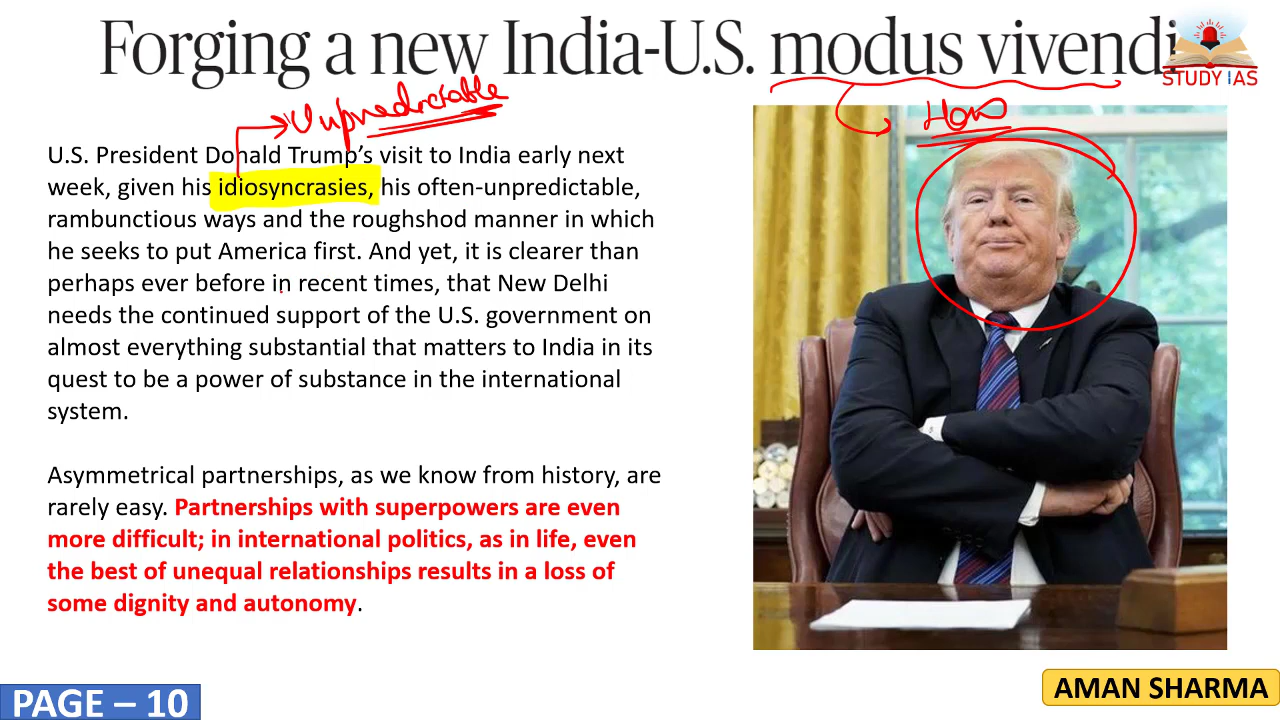 Forging a new India-U.S. modus vivendi
STUDY IAS
Unpredictable
How
U.S. President Donald Trump's visit to India early next
week, given his idiosyncrasies, his often-unpredictable,
rambunctious ways and the roughshod manner in which
he seeks to put America first. And yet, it is clearer than
perhaps ever before in recent times, that New Delhi
needs the continued support of the U.S. government on
almost everything substantial that matters to India in its
quest to be a power of substance in the international
system.
Asymmetrical partnerships, as we know from history, are
rarely easy. Partnerships with superpowers are even
more difficult; in international politics, as in life, even
the best of unequal relationships results in a loss of
some dignity and autonomy.
PAGE – 10
AMAN SHARMA